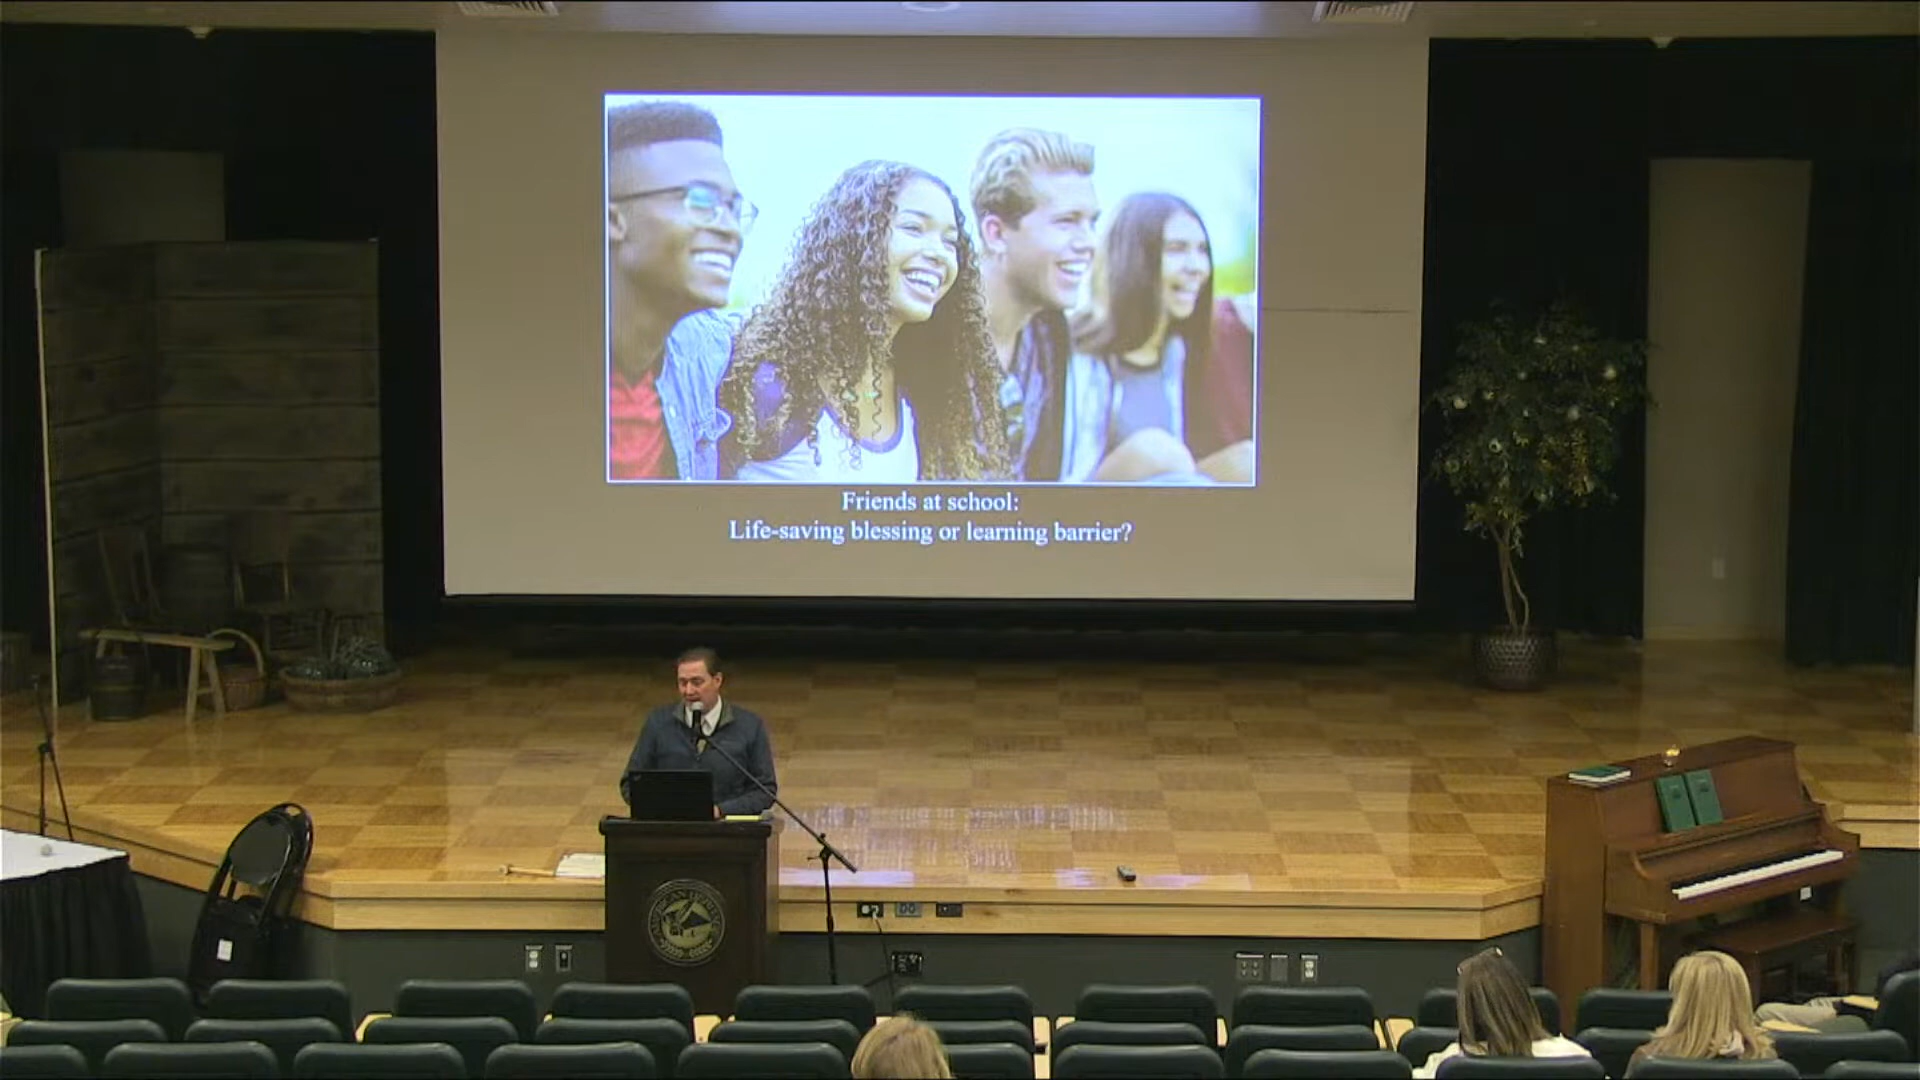 Friends at school:
Life-saving blessing or learning barrier?